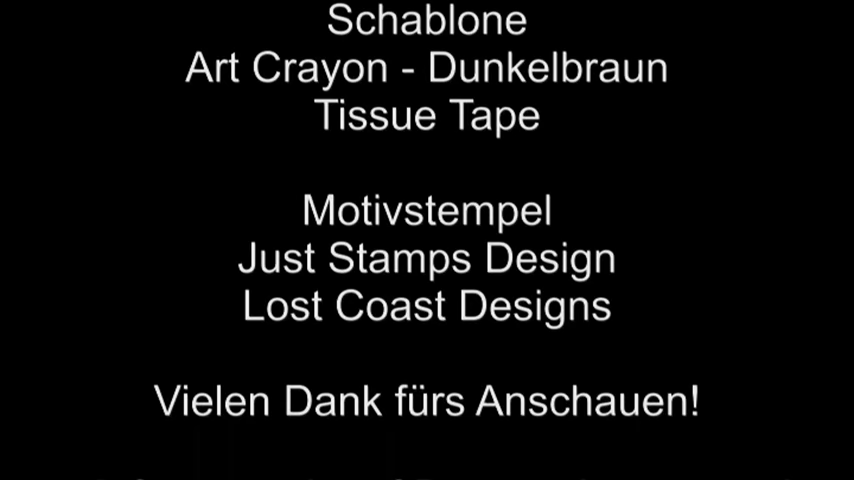 Schablone
Art Crayon - Dunkelbraun
Tissue Tape
Motivstempel
Just Stamps Design
Lost Coast Designs
Vielen Dank fürs Anschauen!